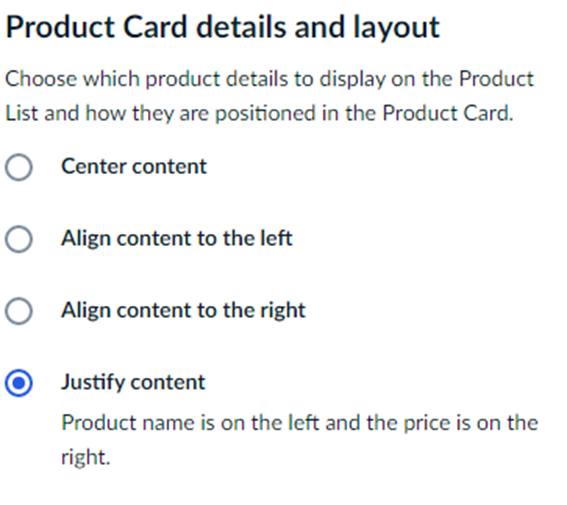 Product Card details and layout
Choose which product details to display on the Product
List and how they are positioned in the Product Card.
Center content
Align content to the left
Align content to the right
Justify content
Product name is on the left and the price is on the
right.